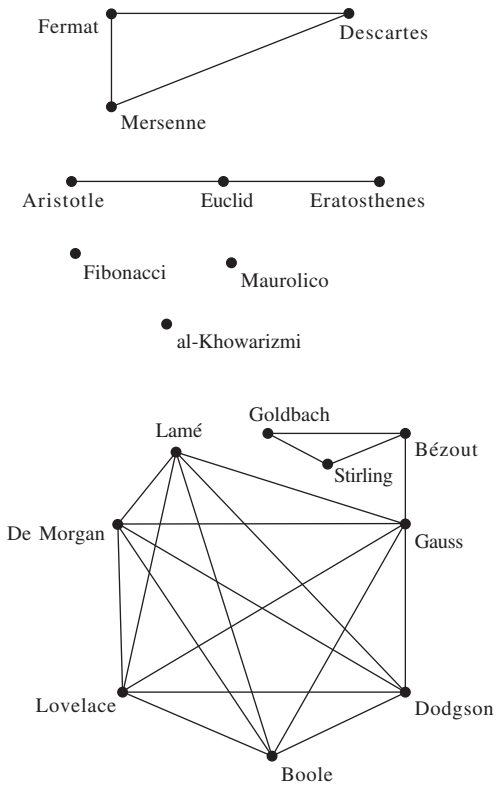 Fermat
Descartes
Mersenne
Aristotle
Euclid
Eratosthenes
Fibonacci
Maurolico
al-Khowarizmi
Goldbach
Lamé
Bézout
Stirling
De Morgan
Gauss
Lovelace
Dodgson
Boole